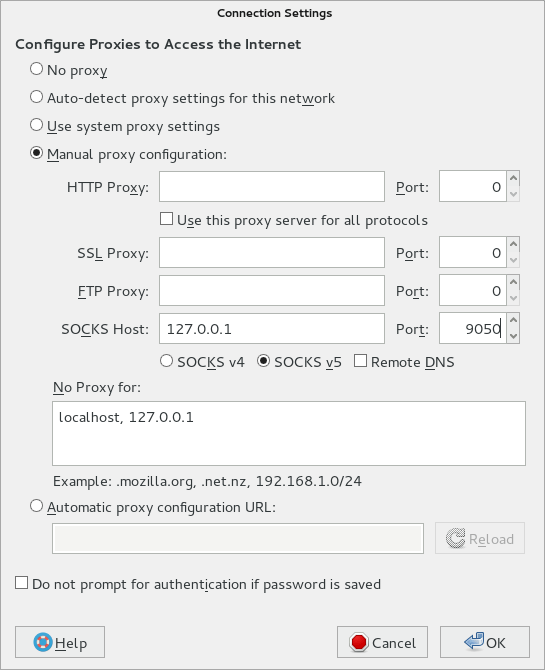 Connection Settings
Configure Proxies to Access the Internet
No proxy
Auto-detect proxy settings for this network
Use system proxy settings
Manual proxy configuration:
HTTP Proxy: Port: 0
Use this proxy server for all protocols
SSL Proxy: Port: 0
FTP Proxy: Port: 0
SOCKS Host: 127.0.0.1 Port: 9050
SOCKS v4 SOCKS v5 Remote DNS
No Proxy for:
localhost, 127.0.0.1
Example: .mozilla.org, .net.nz, 192.168.1.0/24
Automatic proxy configuration URL:
Reload
Do not prompt for authentication if password is saved
Help Cancel OK